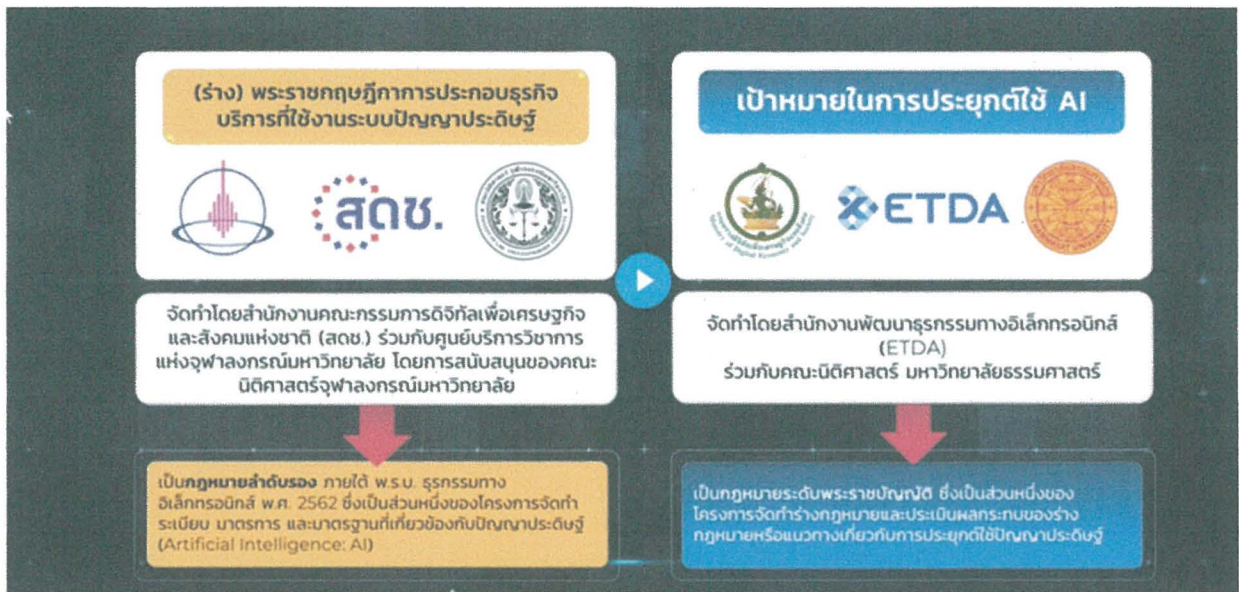 (ร่าง) พระราชกฤษฎีกาการประกอบธุรกิจ
บริการที่ใช้งานระบบปัญญาประดิษฐ์
สดช.
จัดทำโดยสำนักงานคณะกรรมการดิจิทัลเพื่อเศรษฐกิจ
และสังคมแห่งชาติ (สดช.) ร่วมกับศูนย์บริการวิชาการ
แห่งจุฬาลงกรณ์มหาวิทยาลัย โดยการสนับสนุนของคณะ
นิติศาสตร์จุฬาลงกรณ์มหาวิทยาลัย
เป็นกฎหมายลำดับรอง ภายใต้ พ.ร.บ. ธุรกรรมทาง
อิเล็กทรอนิกส์ พ.ศ. 2562 ซึ่งเป็นส่วนหนึ่งของโครงการจัดทำ
ระเบียบ มาตรการ และมาตรฐานที่เกี่ยวข้องกับปัญญาประดิษฐ์
(Artificial Intelligence: AI)
เป้าหมายในการประยุกต์ใช้ AI
ETDA
จัดทำโดยสำนักงานพัฒนาธุรกรรมทางอิเล็กทรอนิกส์
(ETDA)
ร่วมกับคณะนิติศาสตร์ มหาวิทยาลัยธรรมศาสตร์
เป็นกฎหมายระดับพระราชบัญญัติ ซึ่งเป็นส่วนหนึ่งของ
โครงการจัดทำร่างกฎหมายและประเมินผลกระทบของร่าง
กฎหมายหรือแนวทางเกี่ยวกับการประยุกต์ใช้ปัญญาประดิษฐ์